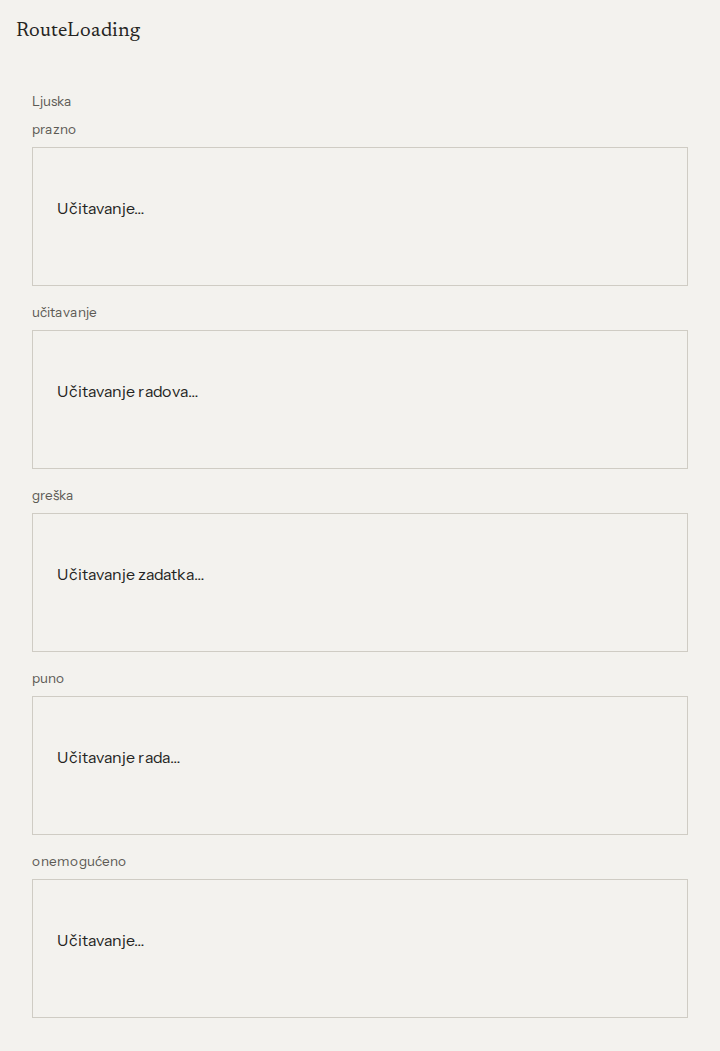 RouteLoading
Ljuska
prazno
Učitavanje…
učitavanje
Učitavanje radova…
greška
Učitavanje zadatka…
puno
Učitavanje rada…
onemogućeno
Učitavanje…